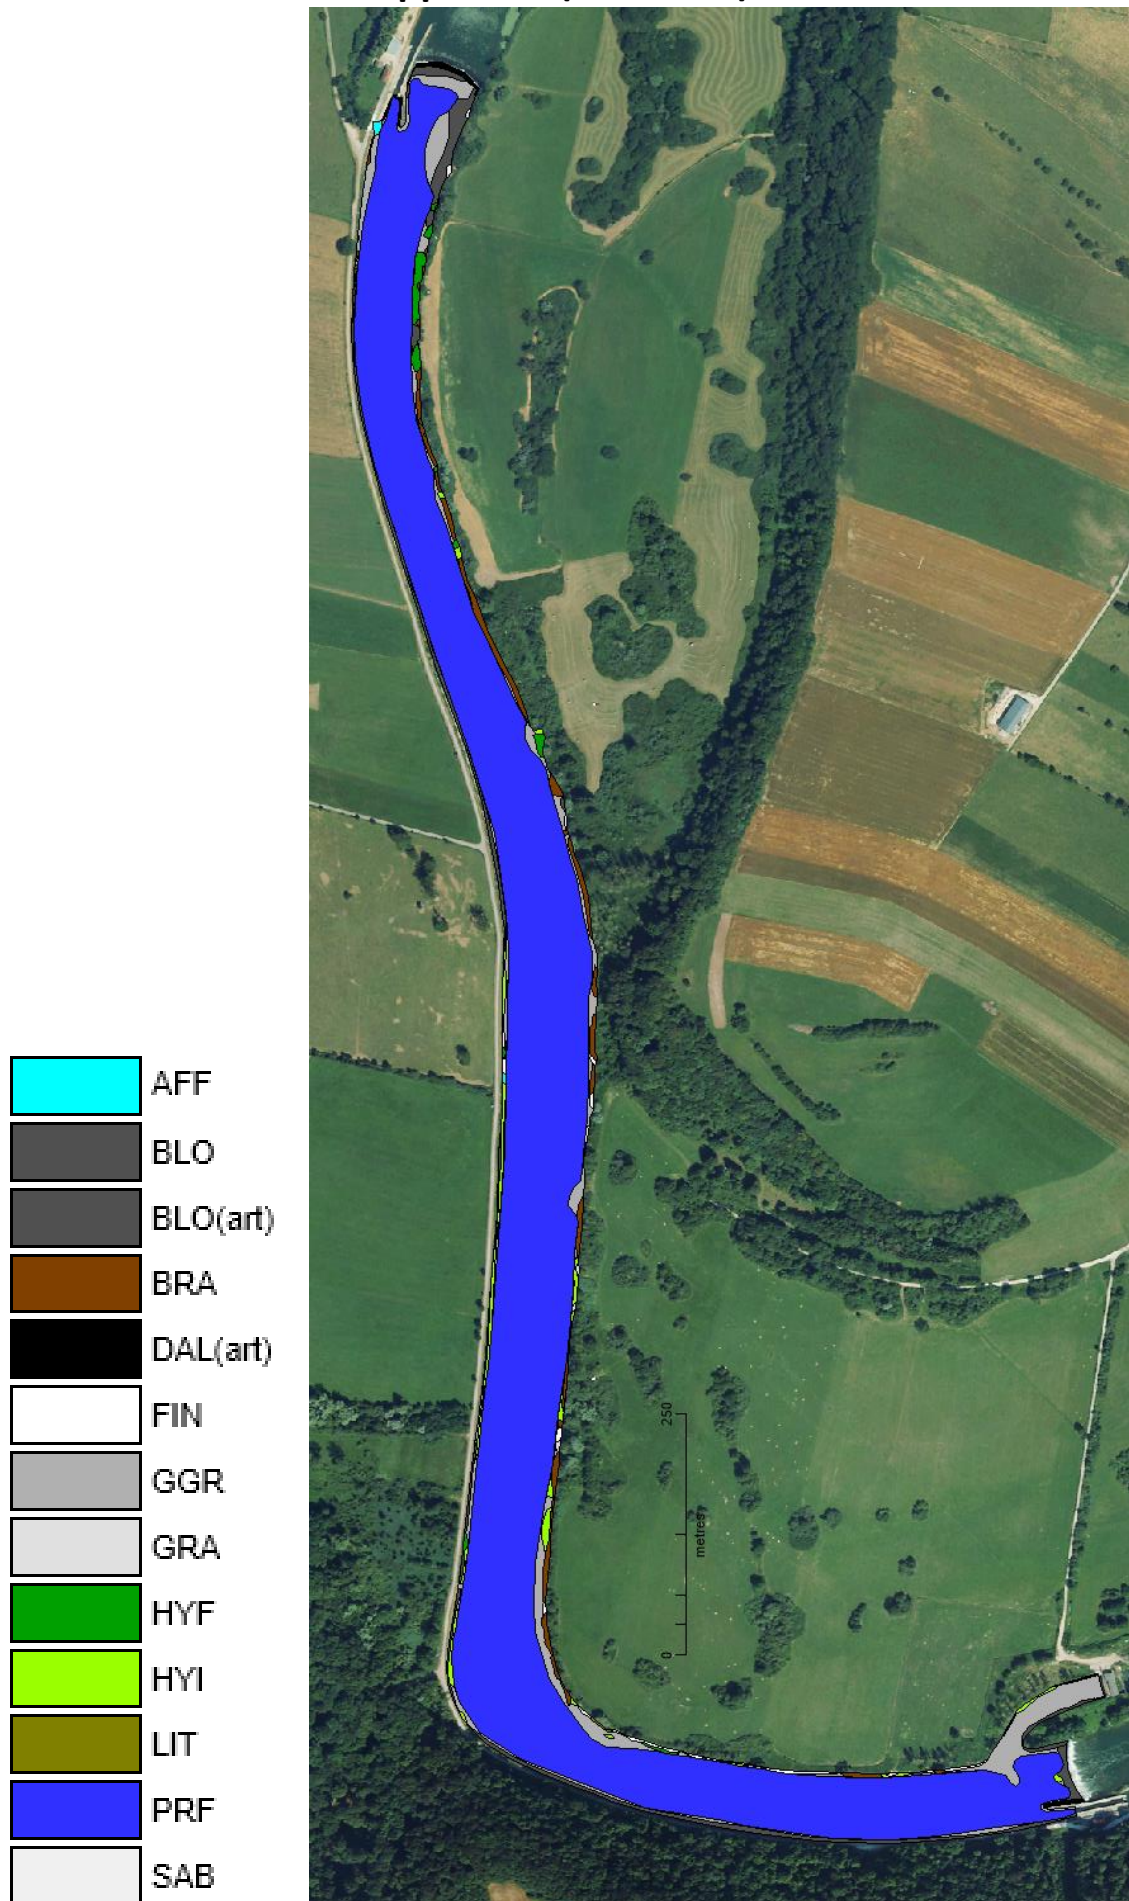 AFF
BLO
BLO(art)
BRA
DAL(art)
FIN
GGR
GRA
HYF
HYI
LIT
PRF
SAB
250
metres
0